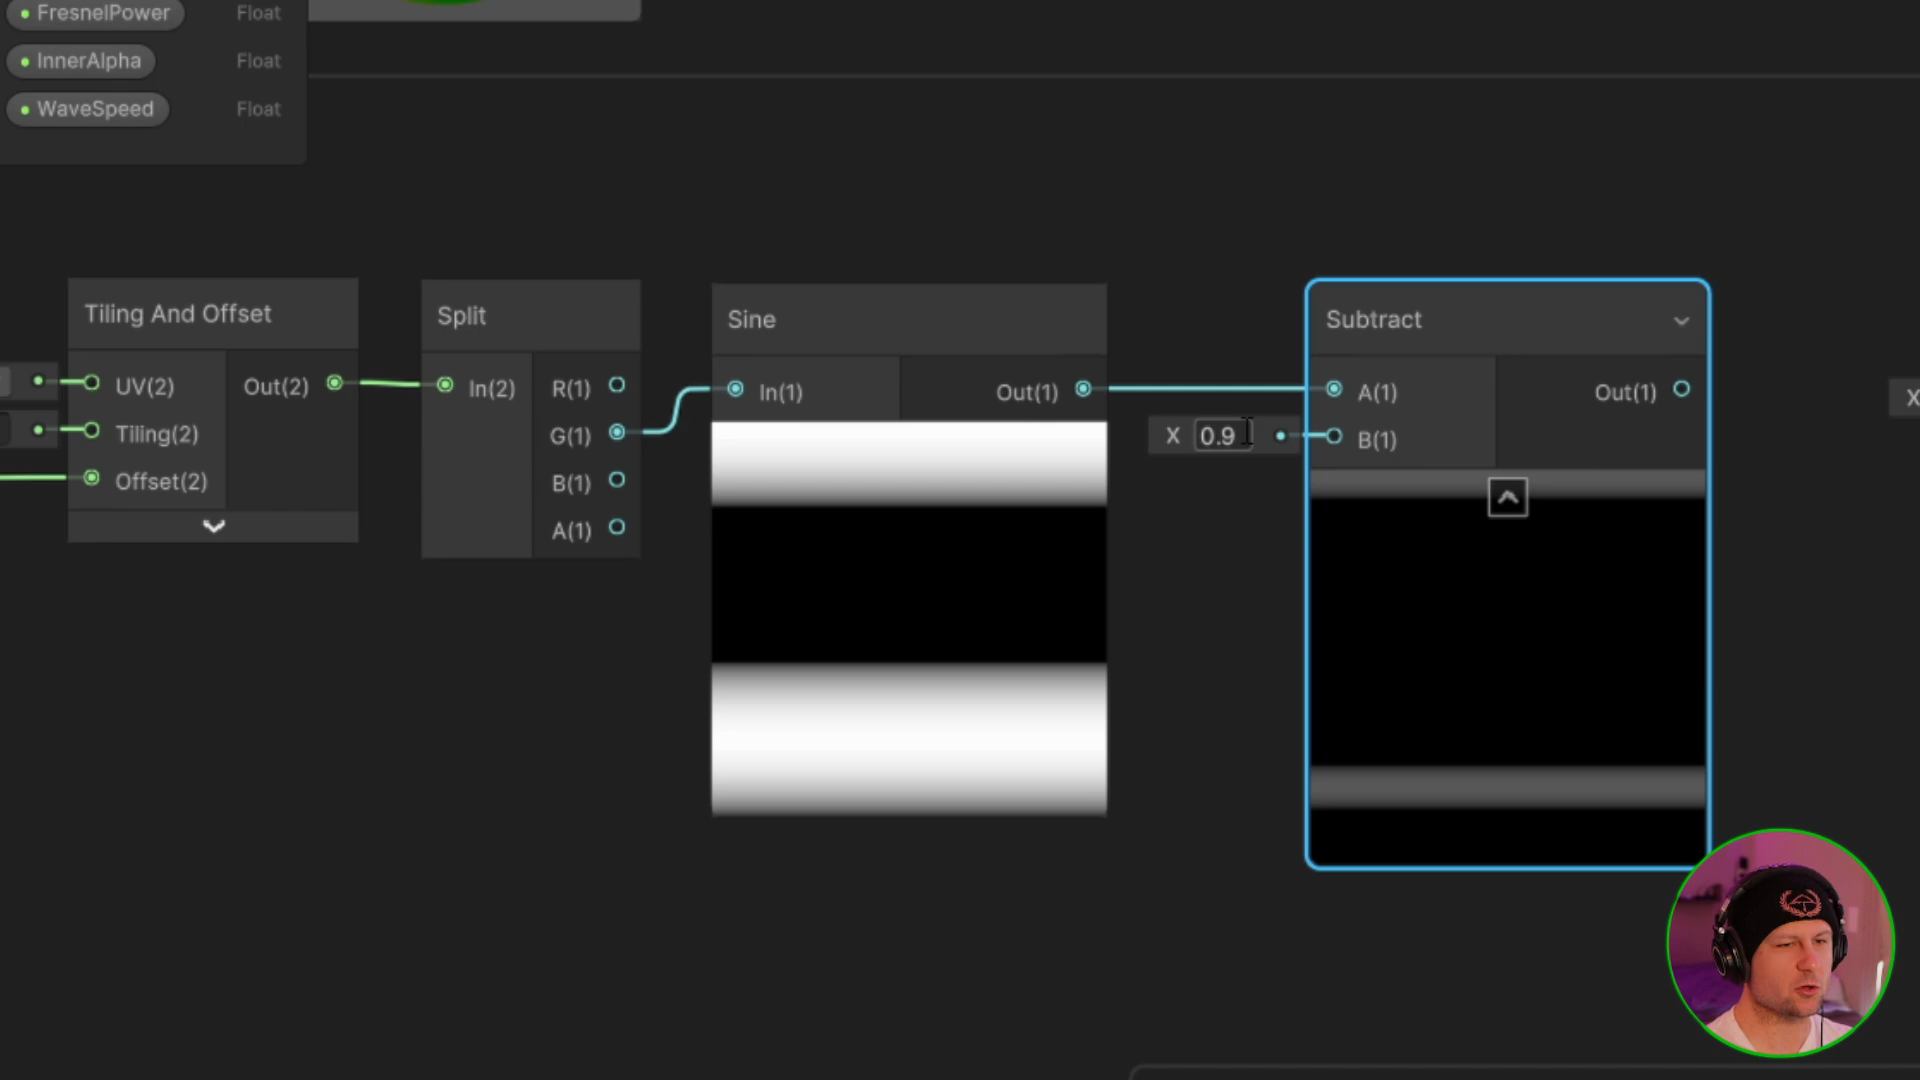 FresnelPower Float
InnerAlpha Float
WaveSpeed Float
Tiling And Offset
UV(2) Out(2)
Tiling(2)
Offset(2)
Split
In(2) R(1)
G(1)
B(1)
A(1)
Sine
In(1) Out(1)
X 0.9
Subtract
A(1) Out(1)
B(1)
X